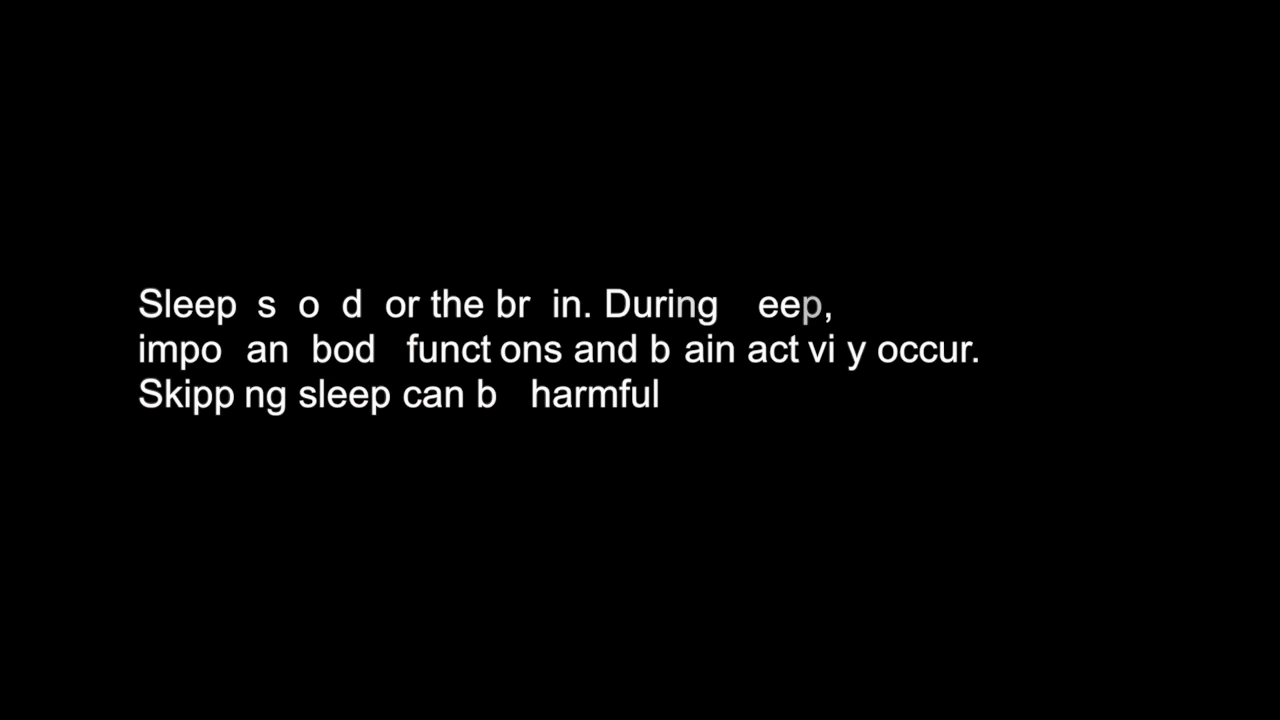 Sleep s o d or the br in. During eep,
impo an bod funct ons and b ain act vi y occur.
Skipp ng sleep can b harmful